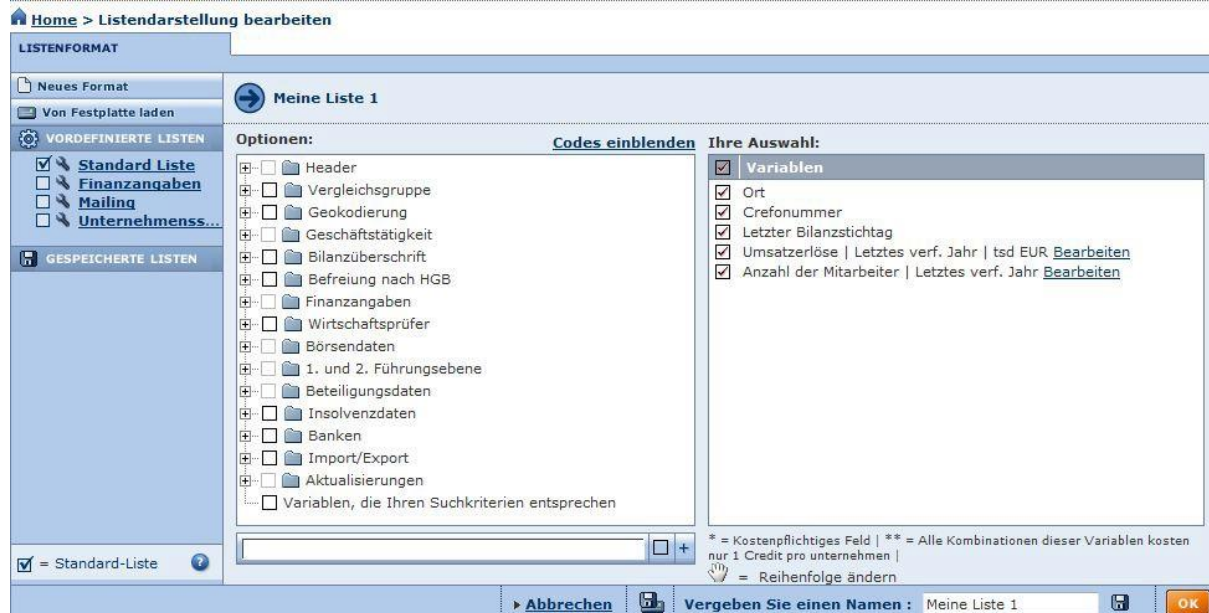 Home > Listendarstellung bearbeiten
LISTENFORMAT
Neues Format
Von Festplatte laden
VORDEFINIERTE LISTEN
Standard Liste
Finanzangaben
Mailing
Unternehmenss...
GESPEICHERTE LISTEN
= Standard-Liste ?
Meine Liste 1
Optionen: Codes einblenden
Header
Vergleichsgruppe
Geokodierung
Geschäftstätigkeit
Bilanzüberschrift
Befreiung nach HGB
Finanzangaben
Wirtschaftsprüfer
Börsendaten
1. und 2. Führungsebene
Beteiligungsdaten
Insolvenzdaten
Banken
Import/Export
Aktualisierungen
Variablen, die Ihren Suchkriterien entsprechen
Ihre Auswahl:
Variablen
Ort
Crefonummer
Letzter Bilanzstichtag
Umsatzerlöse | Letztes verf. Jahr | tsd EUR Bearbeiten
Anzahl der Mitarbeiter | Letztes verf. Jahr Bearbeiten
* = Kostenpflichtiges Feld | ** = Alle Kombinationen dieser Variablen kosten
nur 1 Credit pro unternehmen |
= Reihenfolge ändern
Abbrechen Vergeben Sie einen Namen : Meine Liste 1 OK